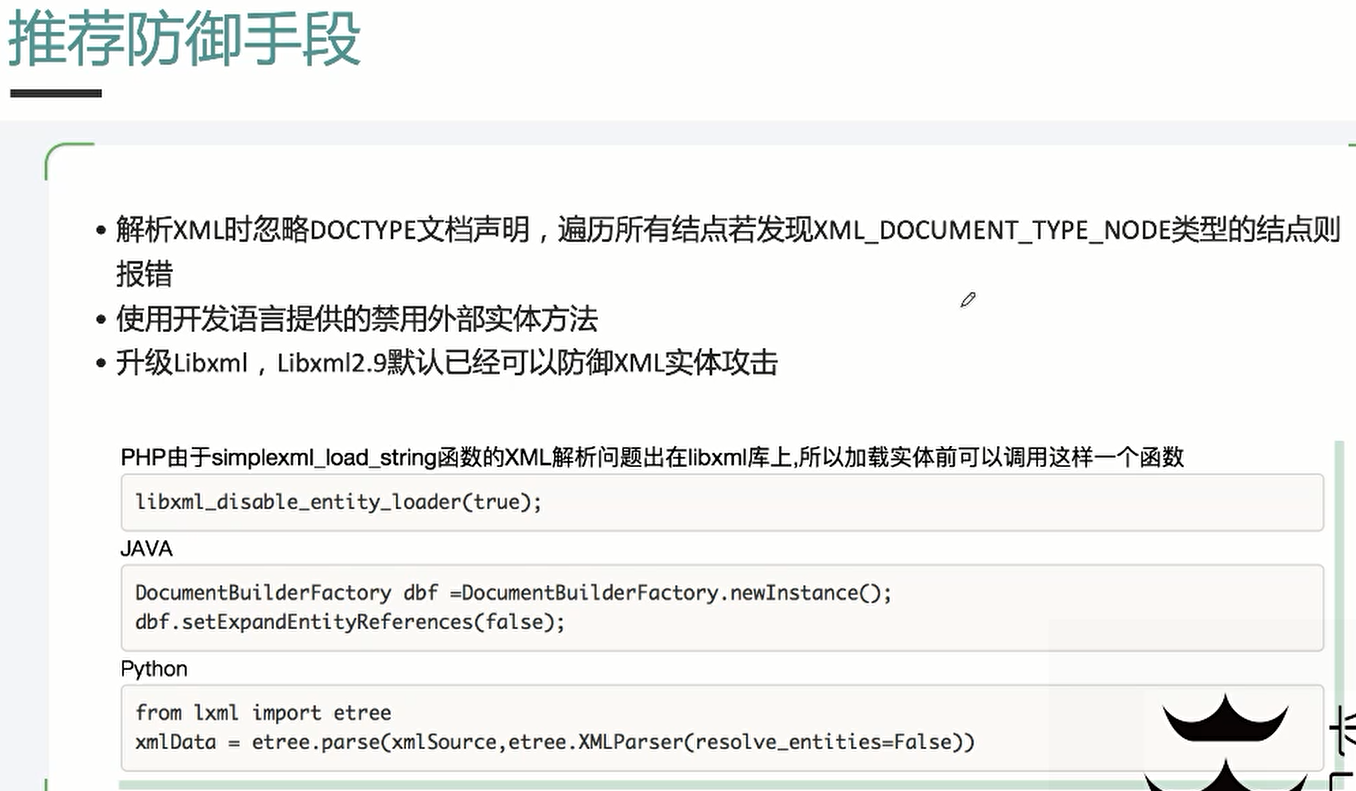 推荐防御手段
• 解析XML时忽略DOCTYPE文档声明，遍历所有结点若发现XML_DOCUMENT_TYPE_NODE类型的结点则
报错
• 使用开发语言提供的禁用外部实体方法
• 升级Libxml，Libxml2.9默认已经可以防御XML实体攻击
PHP由于simplexml_load_string函数的XML解析问题出在libxml库上,所以加载实体前可以调用这样一个函数
libxml_disable_entity_loader(true);
JAVA
DocumentBuilderFactory dbf =DocumentBuilderFactory.newInstance();
dbf.setExpandEntityReferences(false);
Python
from lxml import etree
xmlData = etree.parse(xmlSource,etree.XMLParser(resolve_entities=False))